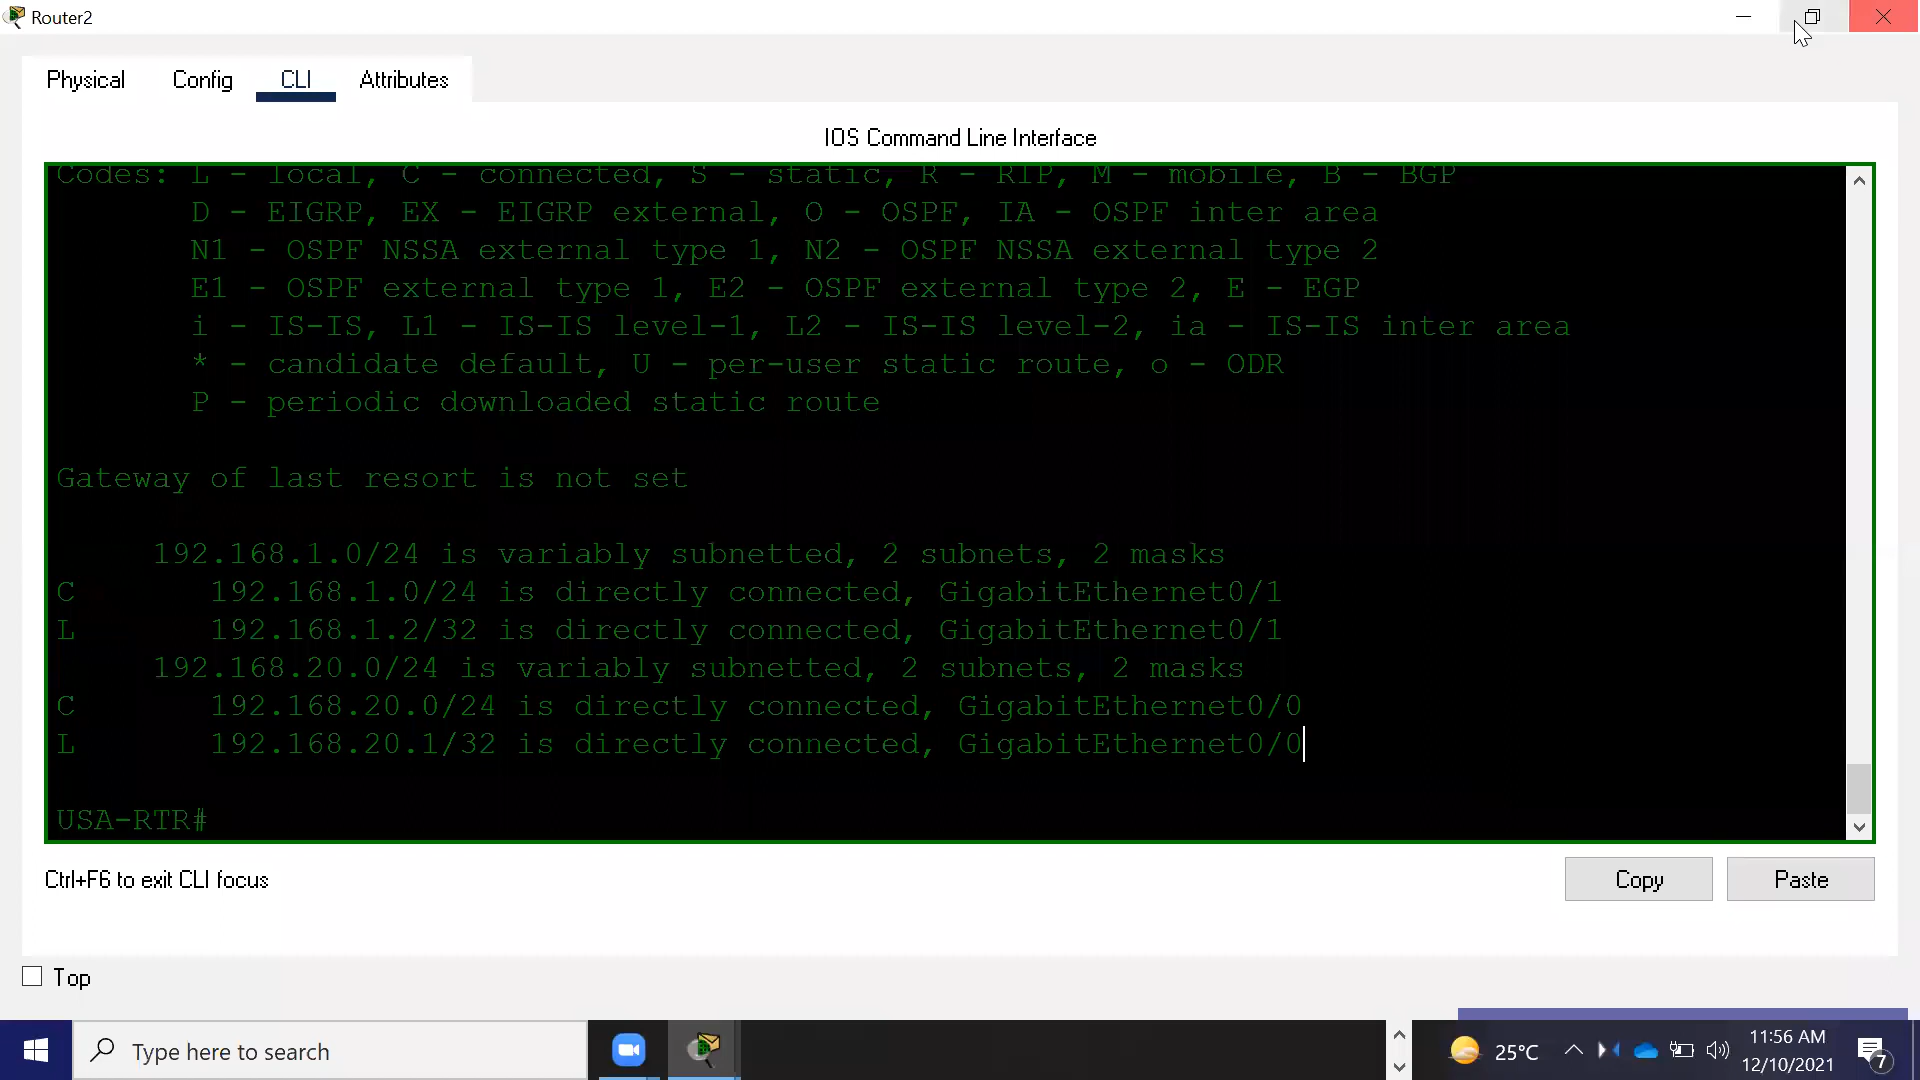 Router2
Physical Config CLI Attributes
IOS Command Line Interface
Codes: L - local, C - connected, S - static, R - RIP, M - mobile, B - BGP
D - EIGRP, EX - EIGRP external, O - OSPF, IA - OSPF inter area
N1 - OSPF NSSA external type 1, N2 - OSPF NSSA external type 2
E1 - OSPF external type 1, E2 - OSPF external type 2, E - EGP
i - IS-IS, L1 - IS-IS level-1, L2 - IS-IS level-2, ia - IS-IS inter area
* - candidate default, U - per-user static route, o - ODR
P - periodic downloaded static route
Gateway of last resort is not set
192.168.1.0/24 is variably subnetted, 2 subnets, 2 masks
C 192.168.1.0/24 is directly connected, GigabitEthernet0/1
L 192.168.1.2/32 is directly connected, GigabitEthernet0/1
192.168.20.0/24 is variably subnetted, 2 subnets, 2 masks
C 192.168.20.0/24 is directly connected, GigabitEthernet0/0
L 192.168.20.1/32 is directly connected, GigabitEthernet0/0
USA-RTR#
Ctrl+F6 to exit CLI focus
Copy Paste
Top
Type here to search
25°C
11:56 AM
12/10/2021
7